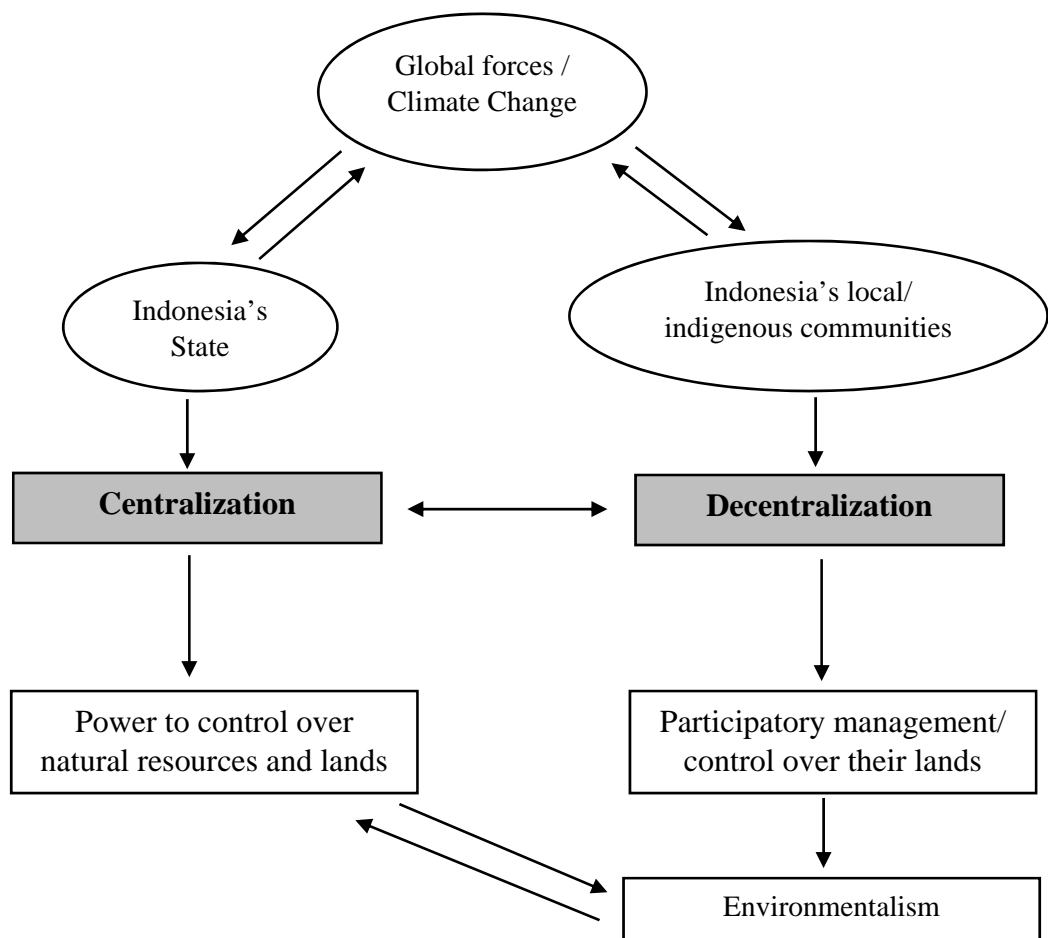 Global forces /
Climate Change
Indonesia’s
State
Indonesia’s local/
indigenous communities
Centralization
Decentralization
Power to control over
natural resources and lands
Participatory management/
control over their lands
Environmentalism